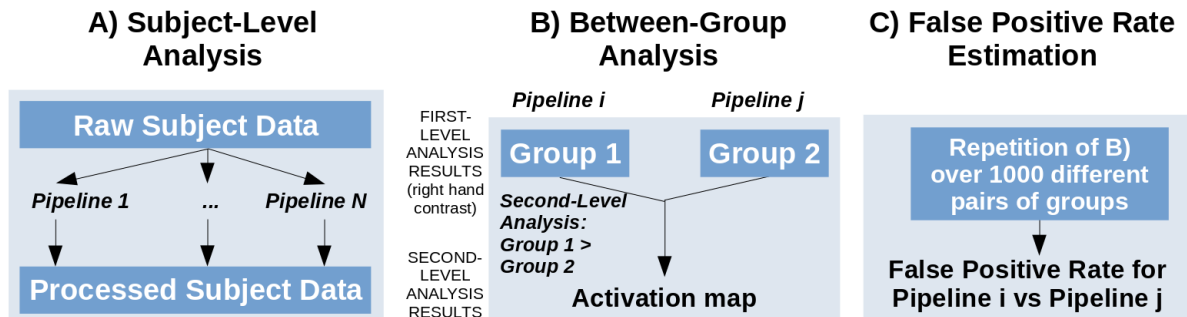 A) Subject-Level
Analysis
Raw Subject Data
Pipeline 1
...
Pipeline N
Processed Subject Data
B) Between-Group
Analysis
Pipeline i
Pipeline j
FIRST-
LEVEL
ANALYSIS
RESULTS
(right hand
contrast)
Group 1
Group 2
Second-Level
Analysis:
Group 1 >
Group 2
SECOND-
LEVEL
ANALYSIS
RESULTS
Activation map
C) False Positive Rate
Estimation
Repetition of B)
over 1000 different
pairs of groups
False Positive Rate for
Pipeline i vs Pipeline j